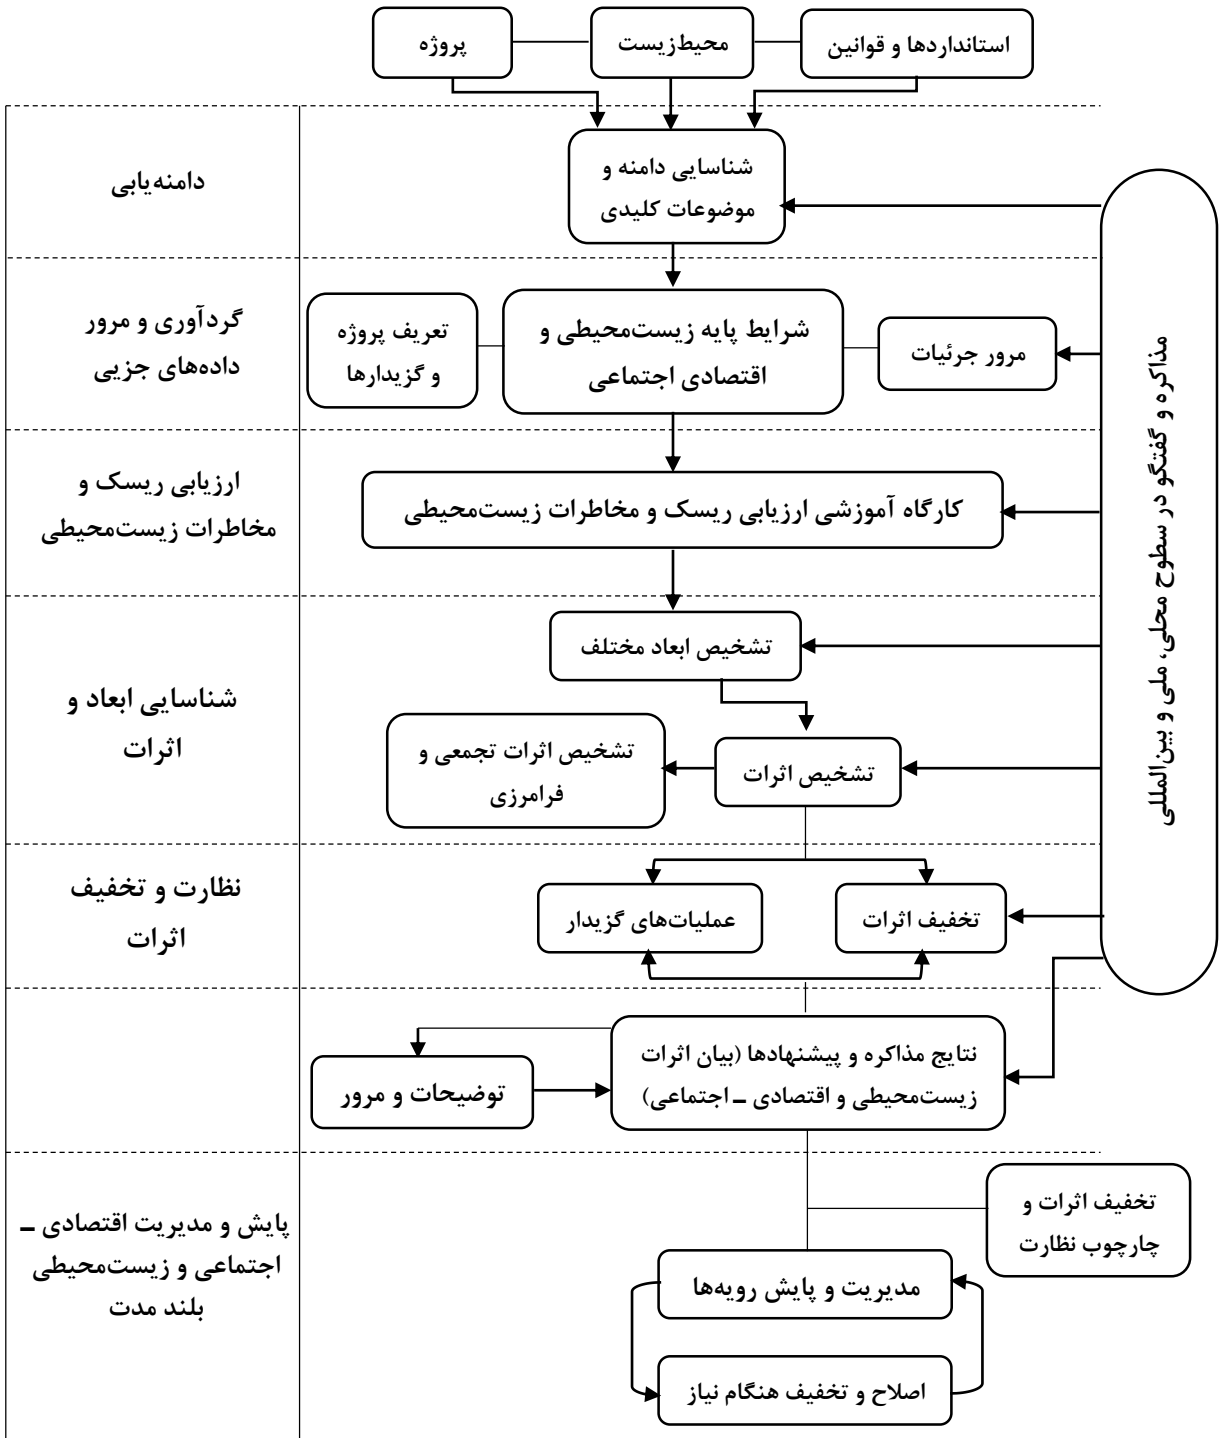 استانداردها و قوانین
محیط‌زیست
پروژه
دامنه‌یابی
شناسایی دامنه و
موضوعات کلیدی
گردآوری و مرور
داده‌های جزیی
مرور جرئیات
شرایط پایه زیست‌محیطی و
اقتصادی اجتماعی
تعریف پروژه
و گزیدارها
ارزیابی ریسک و
مخاطرات زیست‌محیطی
کارگاه آموزشی ارزیابی ریسک و مخاطرات زیست‌محیطی
شناسایی ابعاد و
اثرات
تشخیص ابعاد مختلف
تشخیص اثرات
تشخیص اثرات تجمعی و
فرامرزی
نظارت و تخفیف
اثرات
تخفیف اثرات
عملیات‌های گزیدار
نتایج مذاکره و پیشنهادها (بیان اثرات
زیست‌محیطی و اقتصادی ـ اجتماعی)
توضیحات و مرور
مذاکره و گفتگو در سطوح محلی، ملی و بین‌المللی
پایش و مدیریت اقتصادی ـ
اجتماعی و زیست‌محیطی
بلند مدت
تخفیف اثرات و
چارچوب نظارت
مدیریت و پایش رویه‌ها
اصلاح و تخفیف هنگام نیاز